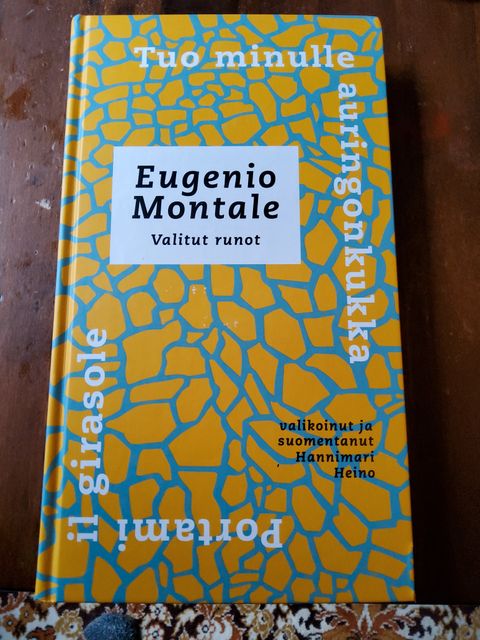 Tuo minulle
auringonkukka
Eugenio
Montale
Valitut runot
valikoinut ja
suomentanut
Hannimari
Heino
Portami
il girasole